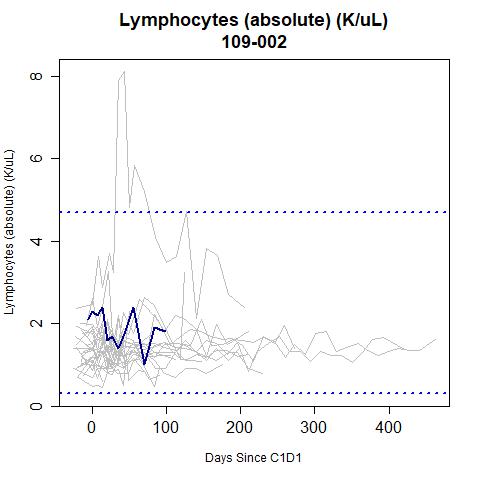 Lymphocytes (absolute) (K/uL)
109-002
Lymphocytes (absolute) (K/uL)
8
6
4
2
0
0 100 200 300 400
Days Since C1D1